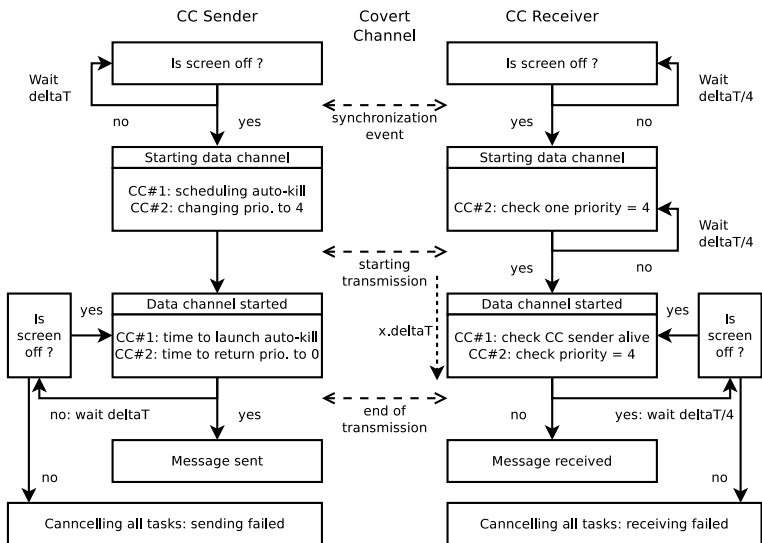 CC Sender
Covert
Channel
CC Receiver
Is screen off ?
Is screen off ?
Wait
deltaT
Wait
deltaT/4
no
yes
synchronization
event
yes
no
Starting data channel
CC#1: scheduling auto-kill
CC#2: changing prio. to 4
Starting data channel
CC#2: check one priority = 4
Wait
deltaT/4
starting
transmission
yes
no
Is
screen
off ?
yes
Data channel started
CC#1: time to launch auto-kill
CC#2: time to return prio. to 0
x.deltaT
Data channel started
CC#1: check CC sender alive
CC#2: check priority = 4
yes
Is
screen
off ?
no: wait deltaT
yes
end of
transmission
no
yes: wait deltaT/4
Message sent
Message received
no
no
Canncelling all tasks: sending failed
Canncelling all tasks: receiving failed